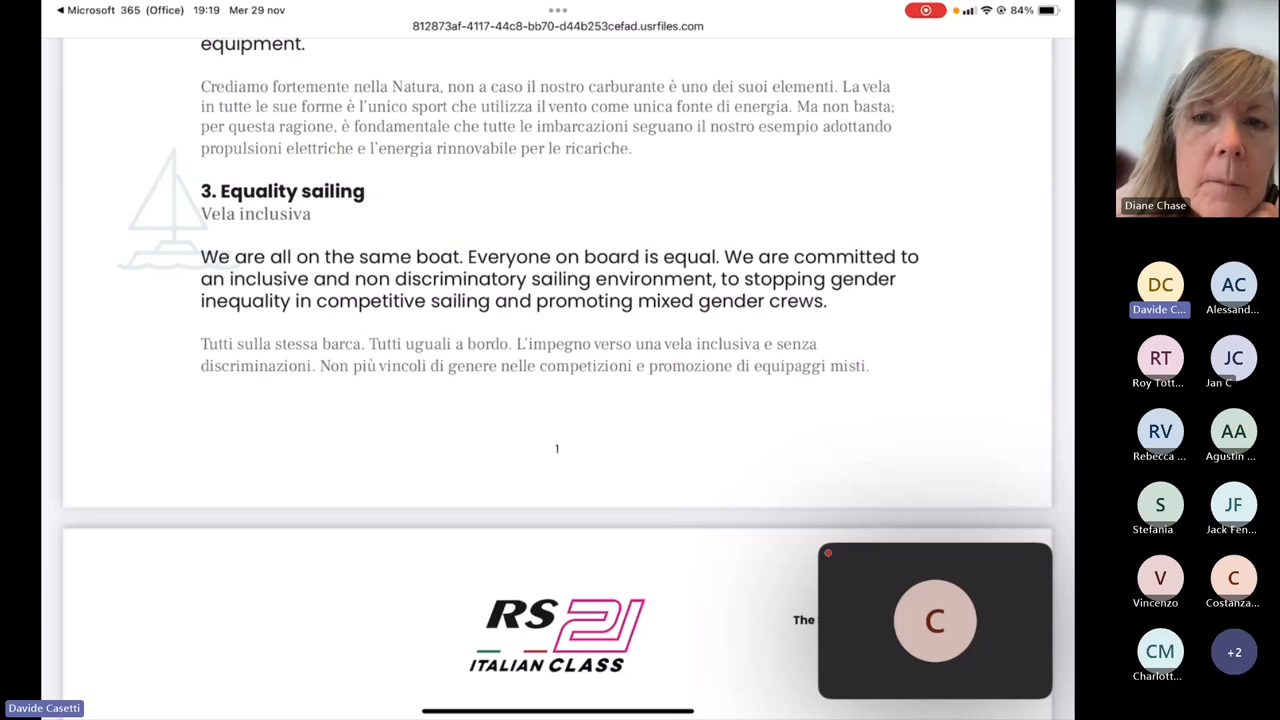 Microsoft 365 (Office) 19:19 Mer 29 nov
84%
812873af-4117-44c8-bb70-d44b253cefad.usrfiles.com
equipment.
Crediamo fortemente nella Natura, non a caso il nostro carburante è uno dei suoi elementi. La vela
in tutte le sue forme è l'unico sport che utilizza il vento come unica fonte di energia. Ma non basta;
per questa ragione, è fondamentale che tutte le imbarcazioni seguano il nostro esempio adottando
propulsioni elettriche e l'energia rinnovabile per le ricariche.
3. Equality sailing
Vela inclusiva
We are all on the same boat. Everyone on board is equal. We are committed to
an inclusive and non discriminatory sailing environment, to stopping gender
inequality in competitive sailing and promoting mixed gender crews.
Tutti sulla stessa barca. Tutti uguali a bordo. L'impegno verso una vela inclusiva e senza
discriminazioni. Non più vincoli di genere nelle competizioni e promozione di equipaggi misti.
1
RS21
ITALIAN CLASS
The
C
Davide Casetti
Diane Chase
DC AC
Davide C... Alessand...
RT JC
Roy Tott... Jan C
RV AA
Rebecca ... Agustin ...
S JF
Stefania Jack Fen...
V C
Vincenzo Costanza...
CM +2
Charlott...